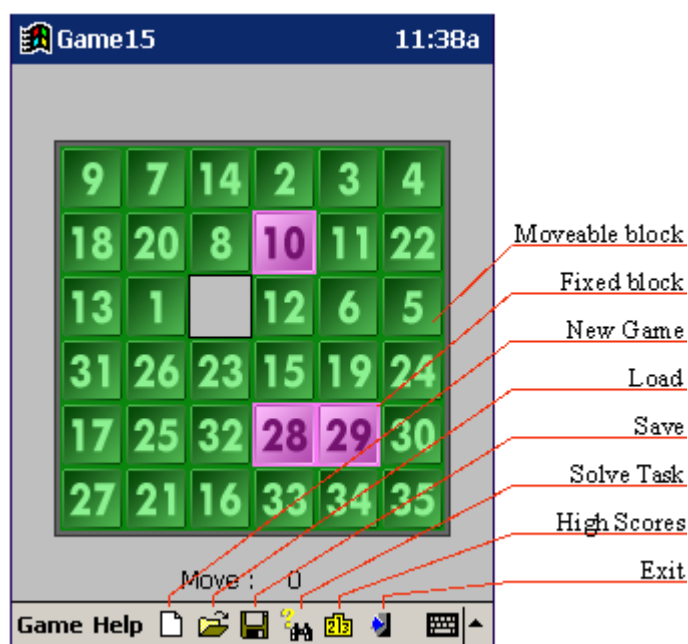 Game15 11:38a
9 7 14 2 3 4
18 20 8 10 11 22
Moveable block
13 1 12 6 5
Fixed block
New Game
31 26 23 15 19 24
Load
17 25 32 28 29 30
Save
Solve Task
27 21 16 33 34 35
High Scores
Exit
Move : 0
Game Help ? 213